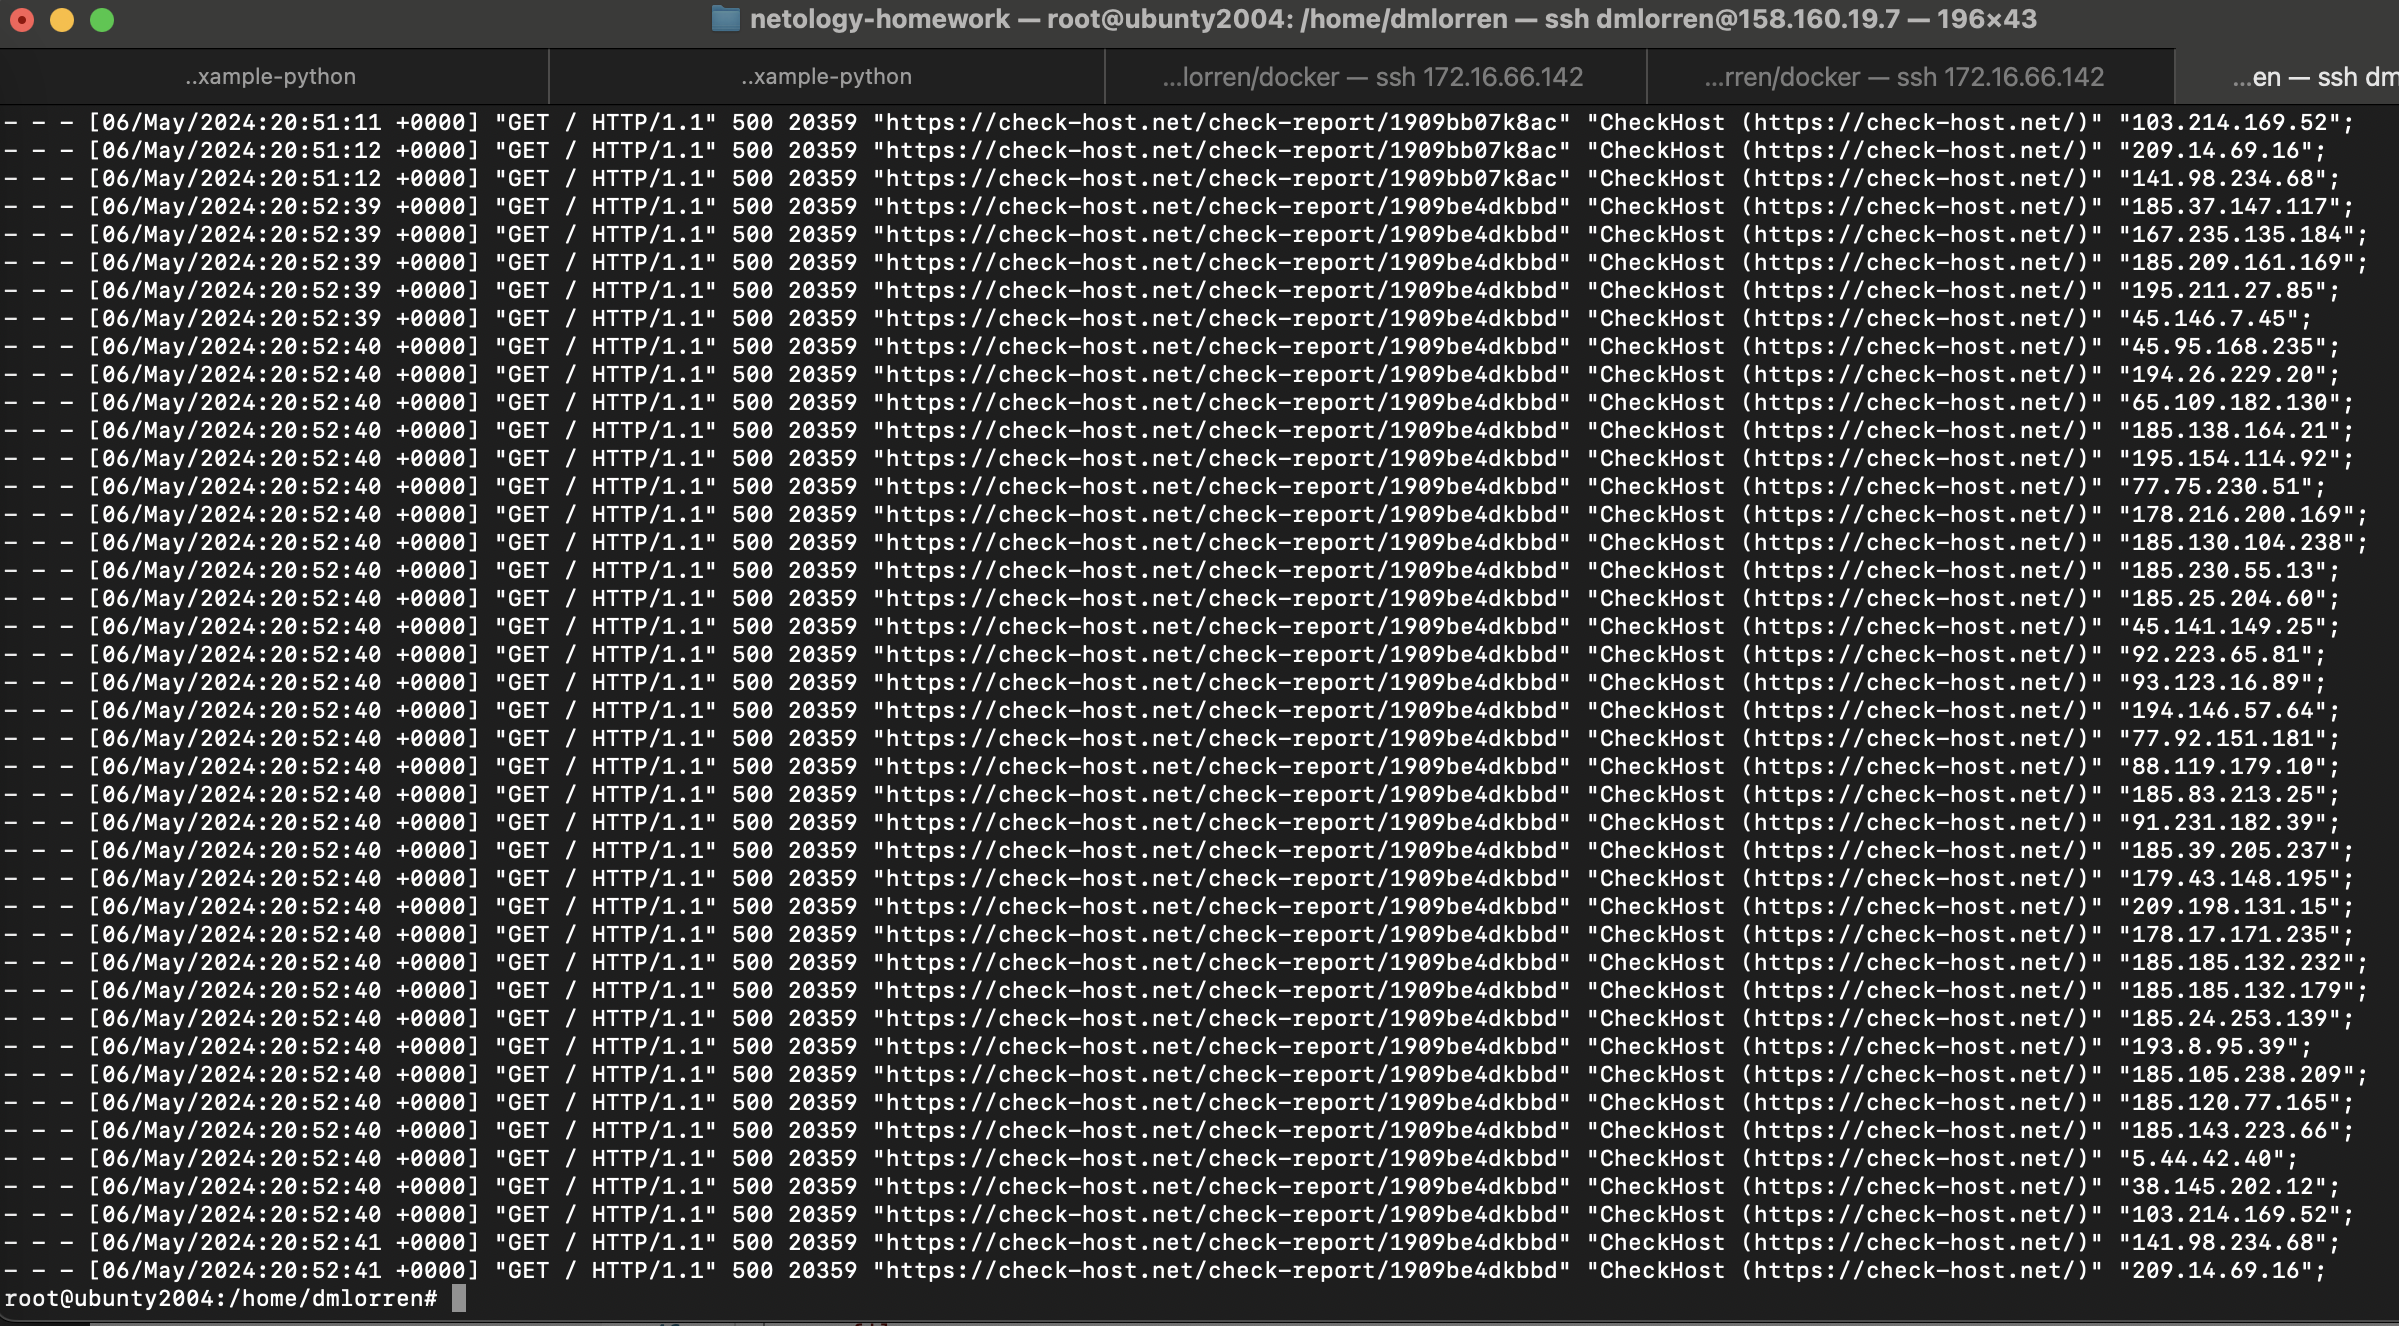 netology-homework — root@ubunty2004: /home/dmlorren — ssh dmlorren@158.160.19.7 — 196×43
..xample-python ..xample-python ...lorren/docker — ssh 172.16.66.142 ...rren/docker — ssh 172.16.66.142 ...en — ssh dm
- - - [06/May/2024:20:51:11 +0000] "GET / HTTP/1.1" 500 20359 "https://check-host.net/check-report/1909bb07k8ac" "CheckHost (https://check-host.net/)" "103.214.169.52";
- - - [06/May/2024:20:51:12 +0000] "GET / HTTP/1.1" 500 20359 "https://check-host.net/check-report/1909bb07k8ac" "CheckHost (https://check-host.net/)" "209.14.69.16";
- - - [06/May/2024:20:51:12 +0000] "GET / HTTP/1.1" 500 20359 "https://check-host.net/check-report/1909bb07k8ac" "CheckHost (https://check-host.net/)" "141.98.234.68";
- - - [06/May/2024:20:52:39 +0000] "GET / HTTP/1.1" 500 20359 "https://check-host.net/check-report/1909be4dkbbd" "CheckHost (https://check-host.net/)" "185.37.147.117";
- - - [06/May/2024:20:52:39 +0000] "GET / HTTP/1.1" 500 20359 "https://check-host.net/check-report/1909be4dkbbd" "CheckHost (https://check-host.net/)" "167.235.135.184";
- - - [06/May/2024:20:52:39 +0000] "GET / HTTP/1.1" 500 20359 "https://check-host.net/check-report/1909be4dkbbd" "CheckHost (https://check-host.net/)" "185.209.161.169";
- - - [06/May/2024:20:52:39 +0000] "GET / HTTP/1.1" 500 20359 "https://check-host.net/check-report/1909be4dkbbd" "CheckHost (https://check-host.net/)" "195.211.27.85";
- - - [06/May/2024:20:52:39 +0000] "GET / HTTP/1.1" 500 20359 "https://check-host.net/check-report/1909be4dkbbd" "CheckHost (https://check-host.net/)" "45.146.7.45";
- - - [06/May/2024:20:52:40 +0000] "GET / HTTP/1.1" 500 20359 "https://check-host.net/check-report/1909be4dkbbd" "CheckHost (https://check-host.net/)" "45.95.168.235";
- - - [06/May/2024:20:52:40 +0000] "GET / HTTP/1.1" 500 20359 "https://check-host.net/check-report/1909be4dkbbd" "CheckHost (https://check-host.net/)" "194.26.229.20";
- - - [06/May/2024:20:52:40 +0000] "GET / HTTP/1.1" 500 20359 "https://check-host.net/check-report/1909be4dkbbd" "CheckHost (https://check-host.net/)" "65.109.182.130";
- - - [06/May/2024:20:52:40 +0000] "GET / HTTP/1.1" 500 20359 "https://check-host.net/check-report/1909be4dkbbd" "CheckHost (https://check-host.net/)" "185.138.164.21";
- - - [06/May/2024:20:52:40 +0000] "GET / HTTP/1.1" 500 20359 "https://check-host.net/check-report/1909be4dkbbd" "CheckHost (https://check-host.net/)" "195.154.114.92";
- - - [06/May/2024:20:52:40 +0000] "GET / HTTP/1.1" 500 20359 "https://check-host.net/check-report/1909be4dkbbd" "CheckHost (https://check-host.net/)" "77.75.230.51";
- - - [06/May/2024:20:52:40 +0000] "GET / HTTP/1.1" 500 20359 "https://check-host.net/check-report/1909be4dkbbd" "CheckHost (https://check-host.net/)" "178.216.200.169";
- - - [06/May/2024:20:52:40 +0000] "GET / HTTP/1.1" 500 20359 "https://check-host.net/check-report/1909be4dkbbd" "CheckHost (https://check-host.net/)" "185.130.104.238";
- - - [06/May/2024:20:52:40 +0000] "GET / HTTP/1.1" 500 20359 "https://check-host.net/check-report/1909be4dkbbd" "CheckHost (https://check-host.net/)" "185.230.55.13";
- - - [06/May/2024:20:52:40 +0000] "GET / HTTP/1.1" 500 20359 "https://check-host.net/check-report/1909be4dkbbd" "CheckHost (https://check-host.net/)" "185.25.204.60";
- - - [06/May/2024:20:52:40 +0000] "GET / HTTP/1.1" 500 20359 "https://check-host.net/check-report/1909be4dkbbd" "CheckHost (https://check-host.net/)" "45.141.149.25";
- - - [06/May/2024:20:52:40 +0000] "GET / HTTP/1.1" 500 20359 "https://check-host.net/check-report/1909be4dkbbd" "CheckHost (https://check-host.net/)" "92.223.65.81";
- - - [06/May/2024:20:52:40 +0000] "GET / HTTP/1.1" 500 20359 "https://check-host.net/check-report/1909be4dkbbd" "CheckHost (https://check-host.net/)" "93.123.16.89";
- - - [06/May/2024:20:52:40 +0000] "GET / HTTP/1.1" 500 20359 "https://check-host.net/check-report/1909be4dkbbd" "CheckHost (https://check-host.net/)" "194.146.57.64";
- - - [06/May/2024:20:52:40 +0000] "GET / HTTP/1.1" 500 20359 "https://check-host.net/check-report/1909be4dkbbd" "CheckHost (https://check-host.net/)" "77.92.151.181";
- - - [06/May/2024:20:52:40 +0000] "GET / HTTP/1.1" 500 20359 "https://check-host.net/check-report/1909be4dkbbd" "CheckHost (https://check-host.net/)" "88.119.179.10";
- - - [06/May/2024:20:52:40 +0000] "GET / HTTP/1.1" 500 20359 "https://check-host.net/check-report/1909be4dkbbd" "CheckHost (https://check-host.net/)" "185.83.213.25";
- - - [06/May/2024:20:52:40 +0000] "GET / HTTP/1.1" 500 20359 "https://check-host.net/check-report/1909be4dkbbd" "CheckHost (https://check-host.net/)" "91.231.182.39";
- - - [06/May/2024:20:52:40 +0000] "GET / HTTP/1.1" 500 20359 "https://check-host.net/check-report/1909be4dkbbd" "CheckHost (https://check-host.net/)" "185.39.205.237";
- - - [06/May/2024:20:52:40 +0000] "GET / HTTP/1.1" 500 20359 "https://check-host.net/check-report/1909be4dkbbd" "CheckHost (https://check-host.net/)" "179.43.148.195";
- - - [06/May/2024:20:52:40 +0000] "GET / HTTP/1.1" 500 20359 "https://check-host.net/check-report/1909be4dkbbd" "CheckHost (https://check-host.net/)" "209.198.131.15";
- - - [06/May/2024:20:52:40 +0000] "GET / HTTP/1.1" 500 20359 "https://check-host.net/check-report/1909be4dkbbd" "CheckHost (https://check-host.net/)" "178.17.171.235";
- - - [06/May/2024:20:52:40 +0000] "GET / HTTP/1.1" 500 20359 "https://check-host.net/check-report/1909be4dkbbd" "CheckHost (https://check-host.net/)" "185.185.132.232";
- - - [06/May/2024:20:52:40 +0000] "GET / HTTP/1.1" 500 20359 "https://check-host.net/check-report/1909be4dkbbd" "CheckHost (https://check-host.net/)" "185.185.132.179";
- - - [06/May/2024:20:52:40 +0000] "GET / HTTP/1.1" 500 20359 "https://check-host.net/check-report/1909be4dkbbd" "CheckHost (https://check-host.net/)" "185.24.253.139";
- - - [06/May/2024:20:52:40 +0000] "GET / HTTP/1.1" 500 20359 "https://check-host.net/check-report/1909be4dkbbd" "CheckHost (https://check-host.net/)" "193.8.95.39";
- - - [06/May/2024:20:52:40 +0000] "GET / HTTP/1.1" 500 20359 "https://check-host.net/check-report/1909be4dkbbd" "CheckHost (https://check-host.net/)" "185.105.238.209";
- - - [06/May/2024:20:52:40 +0000] "GET / HTTP/1.1" 500 20359 "https://check-host.net/check-report/1909be4dkbbd" "CheckHost (https://check-host.net/)" "185.120.77.165";
- - - [06/May/2024:20:52:40 +0000] "GET / HTTP/1.1" 500 20359 "https://check-host.net/check-report/1909be4dkbbd" "CheckHost (https://check-host.net/)" "185.143.223.66";
- - - [06/May/2024:20:52:40 +0000] "GET / HTTP/1.1" 500 20359 "https://check-host.net/check-report/1909be4dkbbd" "CheckHost (https://check-host.net/)" "5.44.42.40";
- - - [06/May/2024:20:52:40 +0000] "GET / HTTP/1.1" 500 20359 "https://check-host.net/check-report/1909be4dkbbd" "CheckHost (https://check-host.net/)" "38.145.202.12";
- - - [06/May/2024:20:52:40 +0000] "GET / HTTP/1.1" 500 20359 "https://check-host.net/check-report/1909be4dkbbd" "CheckHost (https://check-host.net/)" "103.214.169.52";
- - - [06/May/2024:20:52:41 +0000] "GET / HTTP/1.1" 500 20359 "https://check-host.net/check-report/1909be4dkbbd" "CheckHost (https://check-host.net/)" "141.98.234.68";
- - - [06/May/2024:20:52:41 +0000] "GET / HTTP/1.1" 500 20359 "https://check-host.net/check-report/1909be4dkbbd" "CheckHost (https://check-host.net/)" "209.14.69.16";
root@ubunty2004:/home/dmlorren#